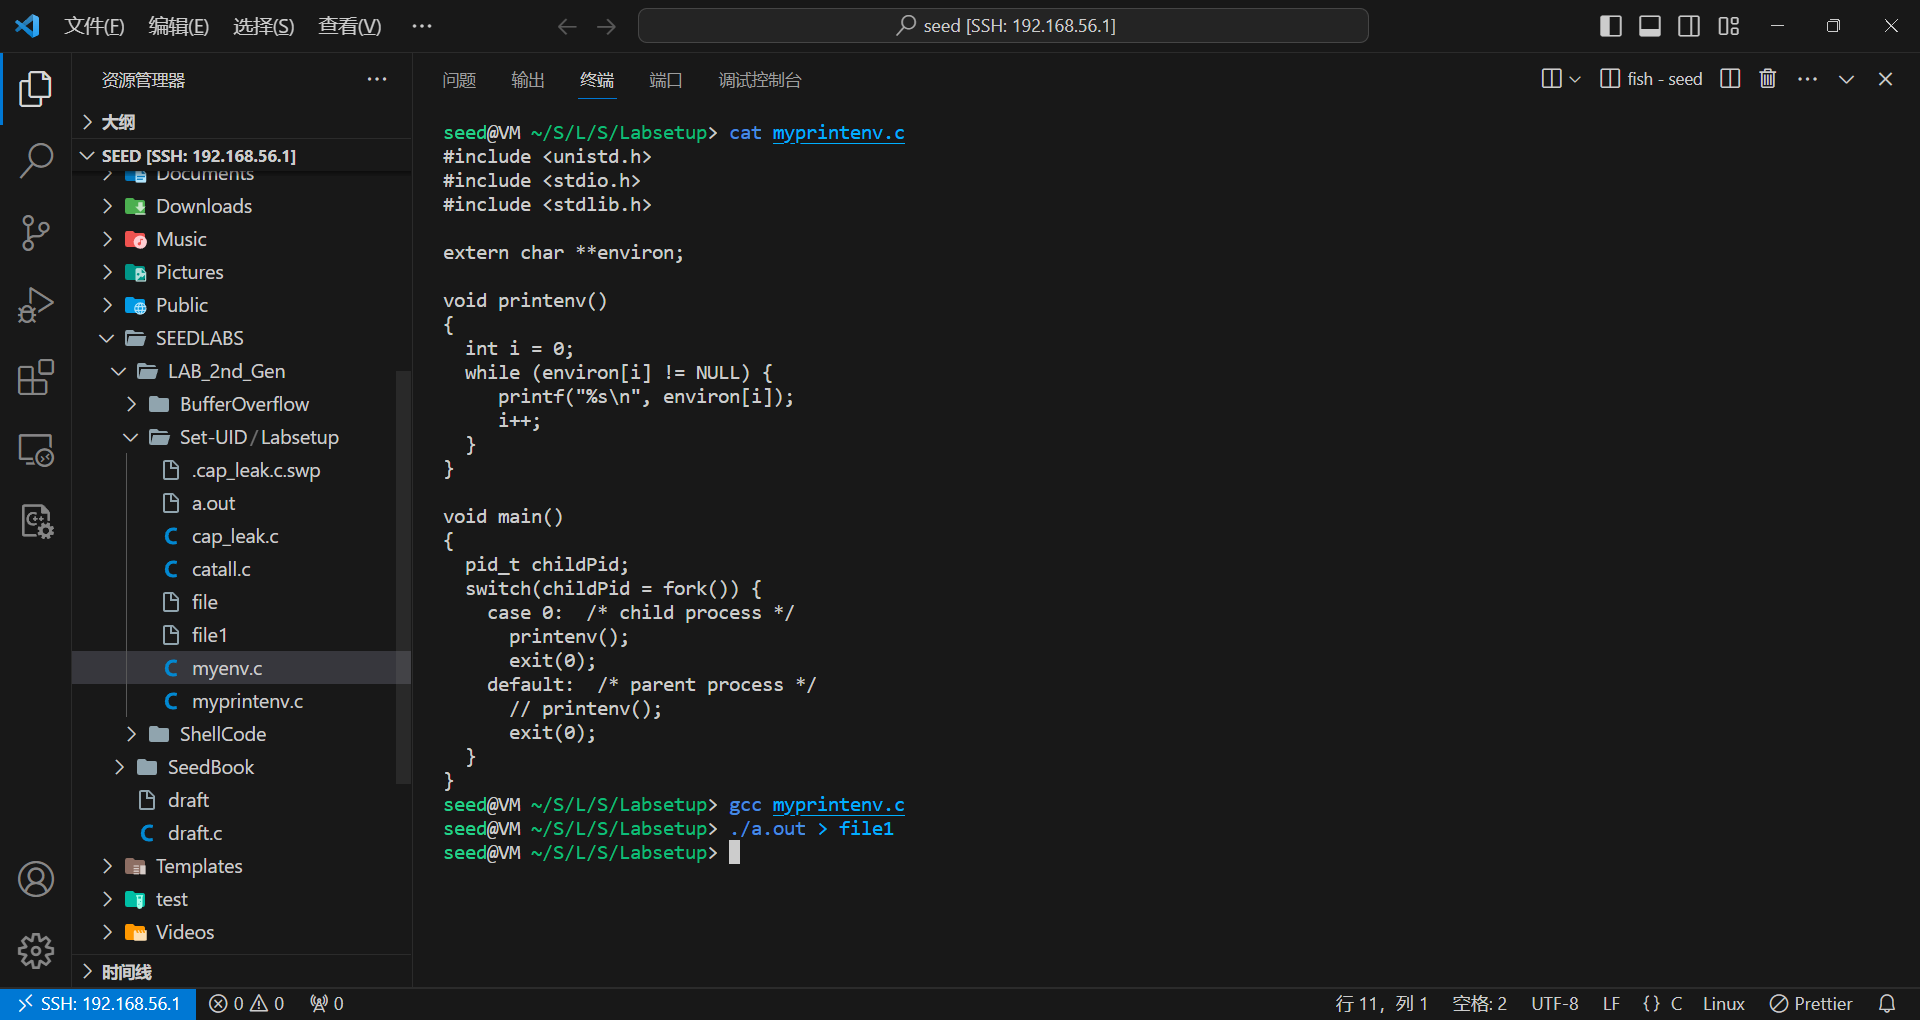 文件(F) 编辑(E) 选择(S) 查看(V) ··· seed [SSH: 192.168.56.1]
资源管理器 ···
大纲
SEED [SSH: 192.168.56.1]
Documents
Downloads
Music
Pictures
Public
SEEDLABS
LAB_2nd_Gen
BufferOverflow
Set-UID / Labsetup
.cap_leak.c.swp
a.out
cap_leak.c
catall.c
file
file1
myenv.c
myprintenv.c
ShellCode
SeedBook
draft
draft.c
Templates
test
Videos
时间线
问题 输出 终端 端口 调试控制台 fish - seed ···
seed@VM ~/S/L/S/Labsetup> cat myprintenv.c
#include <unistd.h>
#include <stdio.h>
#include <stdlib.h>
extern char **environ;
void printenv()
{
int i = 0;
while (environ[i] != NULL) {
printf("%s\n", environ[i]);
i++;
}
}
void main()
{
pid_t childPid;
switch(childPid = fork()) {
case 0: /* child process */
printenv();
exit(0);
default: /* parent process */
// printenv();
exit(0);
}
}
seed@VM ~/S/L/S/Labsetup> gcc myprintenv.c
seed@VM ~/S/L/S/Labsetup> ./a.out > file1
seed@VM ~/S/L/S/Labsetup>
SSH: 192.168.56.1 0 0 0 行 11，列 1 空格: 2 UTF-8 LF {} C Linux Prettier